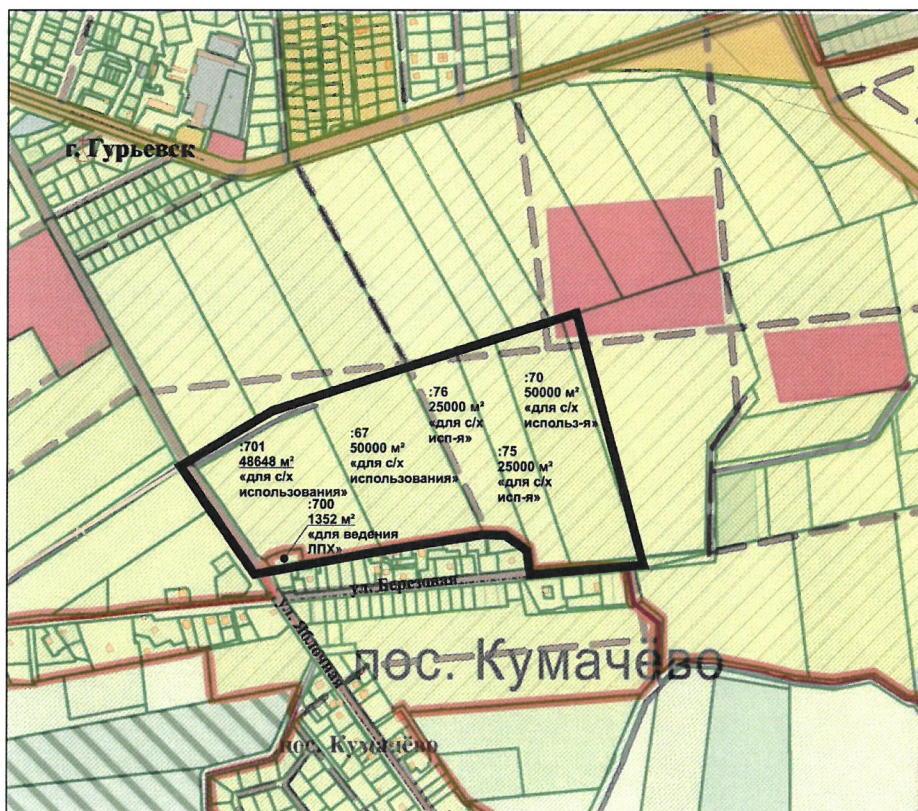 г. Гурьевск
:76
25000 м²
«для с/х
исп-я»
:70
50000 м²
«для с/х
использ-я»
:67
50000 м²
«для с/х
использования»
:701
48648 м²
«для с/х
использования»
:75
25000 м²
«для с/х
исп-я»
:700
1352 м²
«для ведения
ЛПХ»
ул. Березовая
ул. Яблочная
пос. Кумачёво
пос. Кумачёво